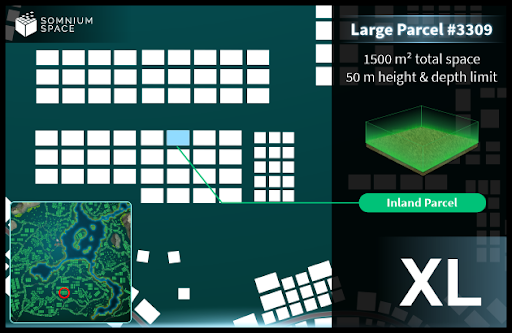 SOMNIUM
SPACE
Large Parcel #3309
1500 m² total space
50 m height & depth limit
Inland Parcel
XL